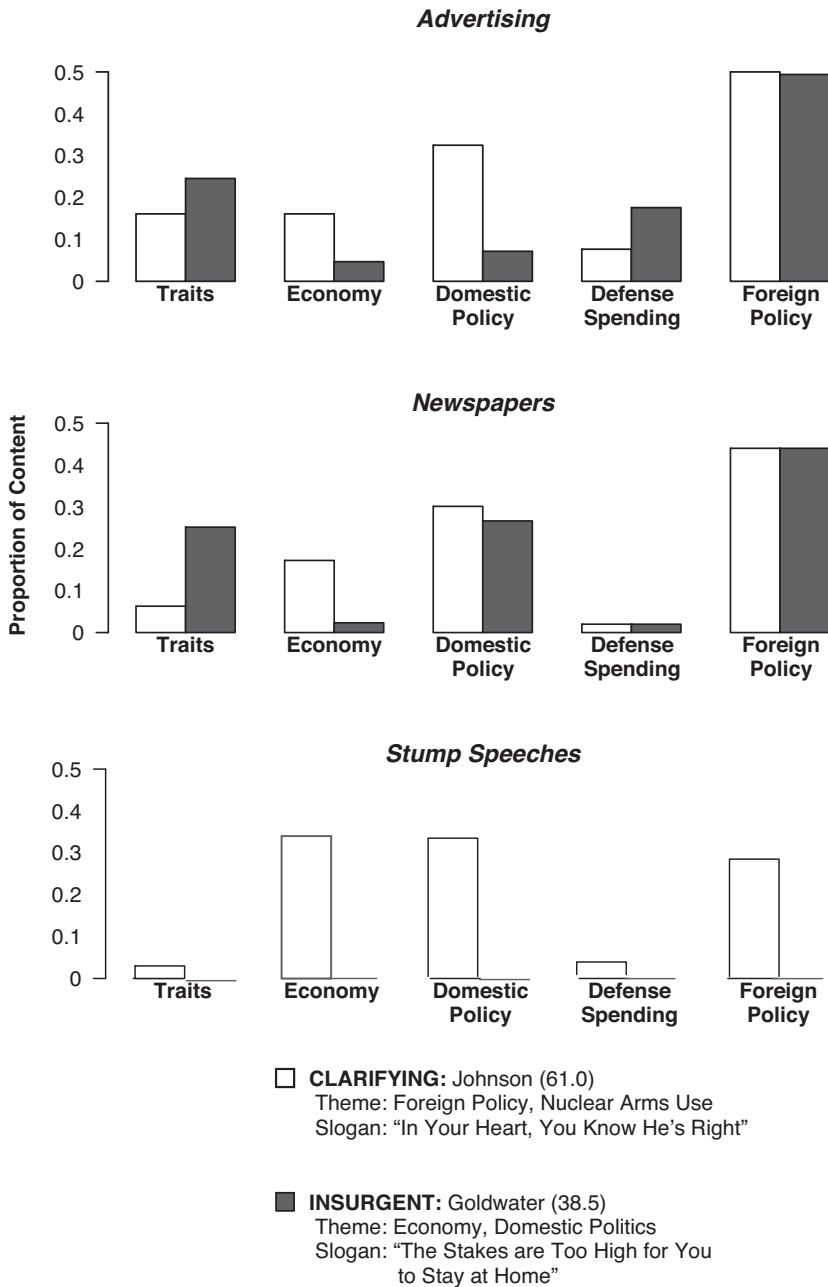 Advertising
0.5
0.4
0.3
0.2
0.1
0
Traits Economy Domestic Policy Defense Spending Foreign Policy
Proportion of Content
Newspapers
0.5
0.4
0.3
0.2
0.1
0
Traits Economy Domestic Policy Defense Spending Foreign Policy
Stump Speeches
0.5
0.4
0.3
0.2
0.1
0
Traits Economy Domestic Policy Defense Spending Foreign Policy
CLARIFYING: Johnson (61.0)
Theme: Foreign Policy, Nuclear Arms Use
Slogan: “In Your Heart, You Know He’s Right”
INSURGENT: Goldwater (38.5)
Theme: Economy, Domestic Politics
Slogan: “The Stakes are Too High for You
to Stay at Home”